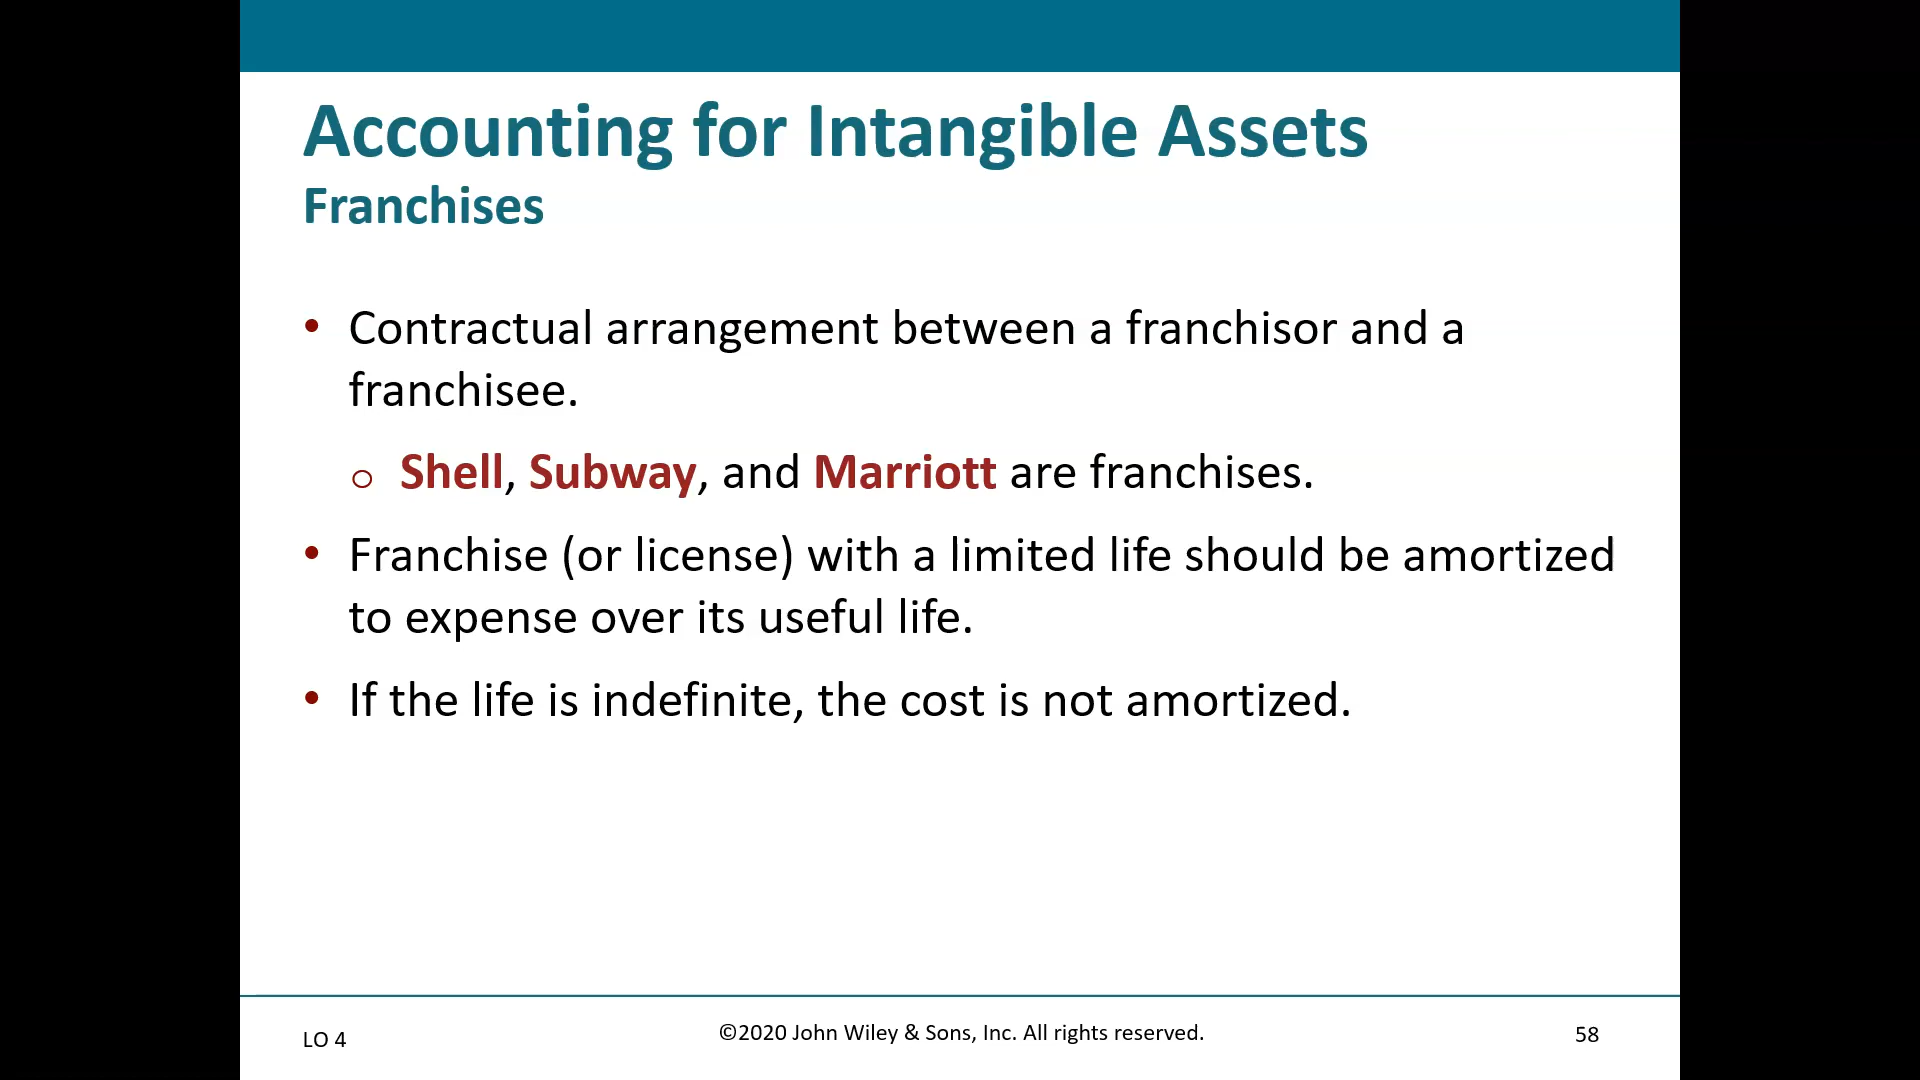 Accounting for Intangible Assets
Franchises
• Contractual arrangement between a franchisor and a
franchisee.
o Shell, Subway, and Marriott are franchises.
• Franchise (or license) with a limited life should be amortized
to expense over its useful life.
• If the life is indefinite, the cost is not amortized.
LO 4
©2020 John Wiley & Sons, Inc. All rights reserved.
58